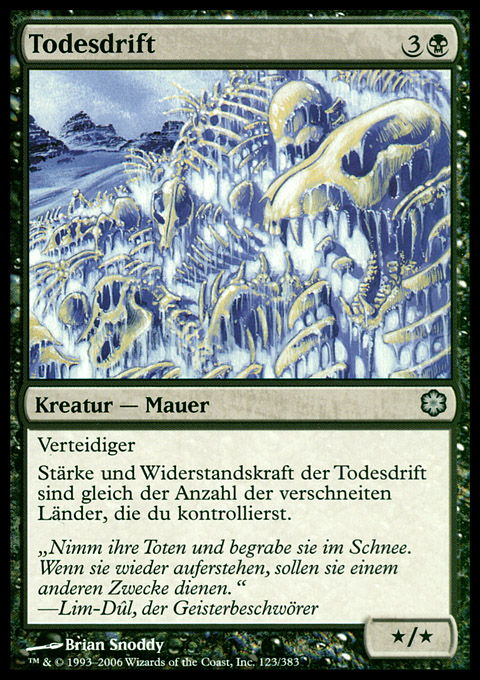 Todesdrift 3
Kreatur — Mauer
Verteidiger
Stärke und Widerstandskraft der Todesdrift
sind gleich der Anzahl der verschneiten
Länder, die du kontrollierst.
„Nimm ihre Toten und begrabe sie im Schnee.
Wenn sie wieder auferstehen, sollen sie einem
anderen Zwecke dienen.“
—Lim-Dûl, der Geisterbeschwörer
★/★
Brian Snoddy
™ & © 1993–2006 Wizards of the Coast, Inc. 123/383